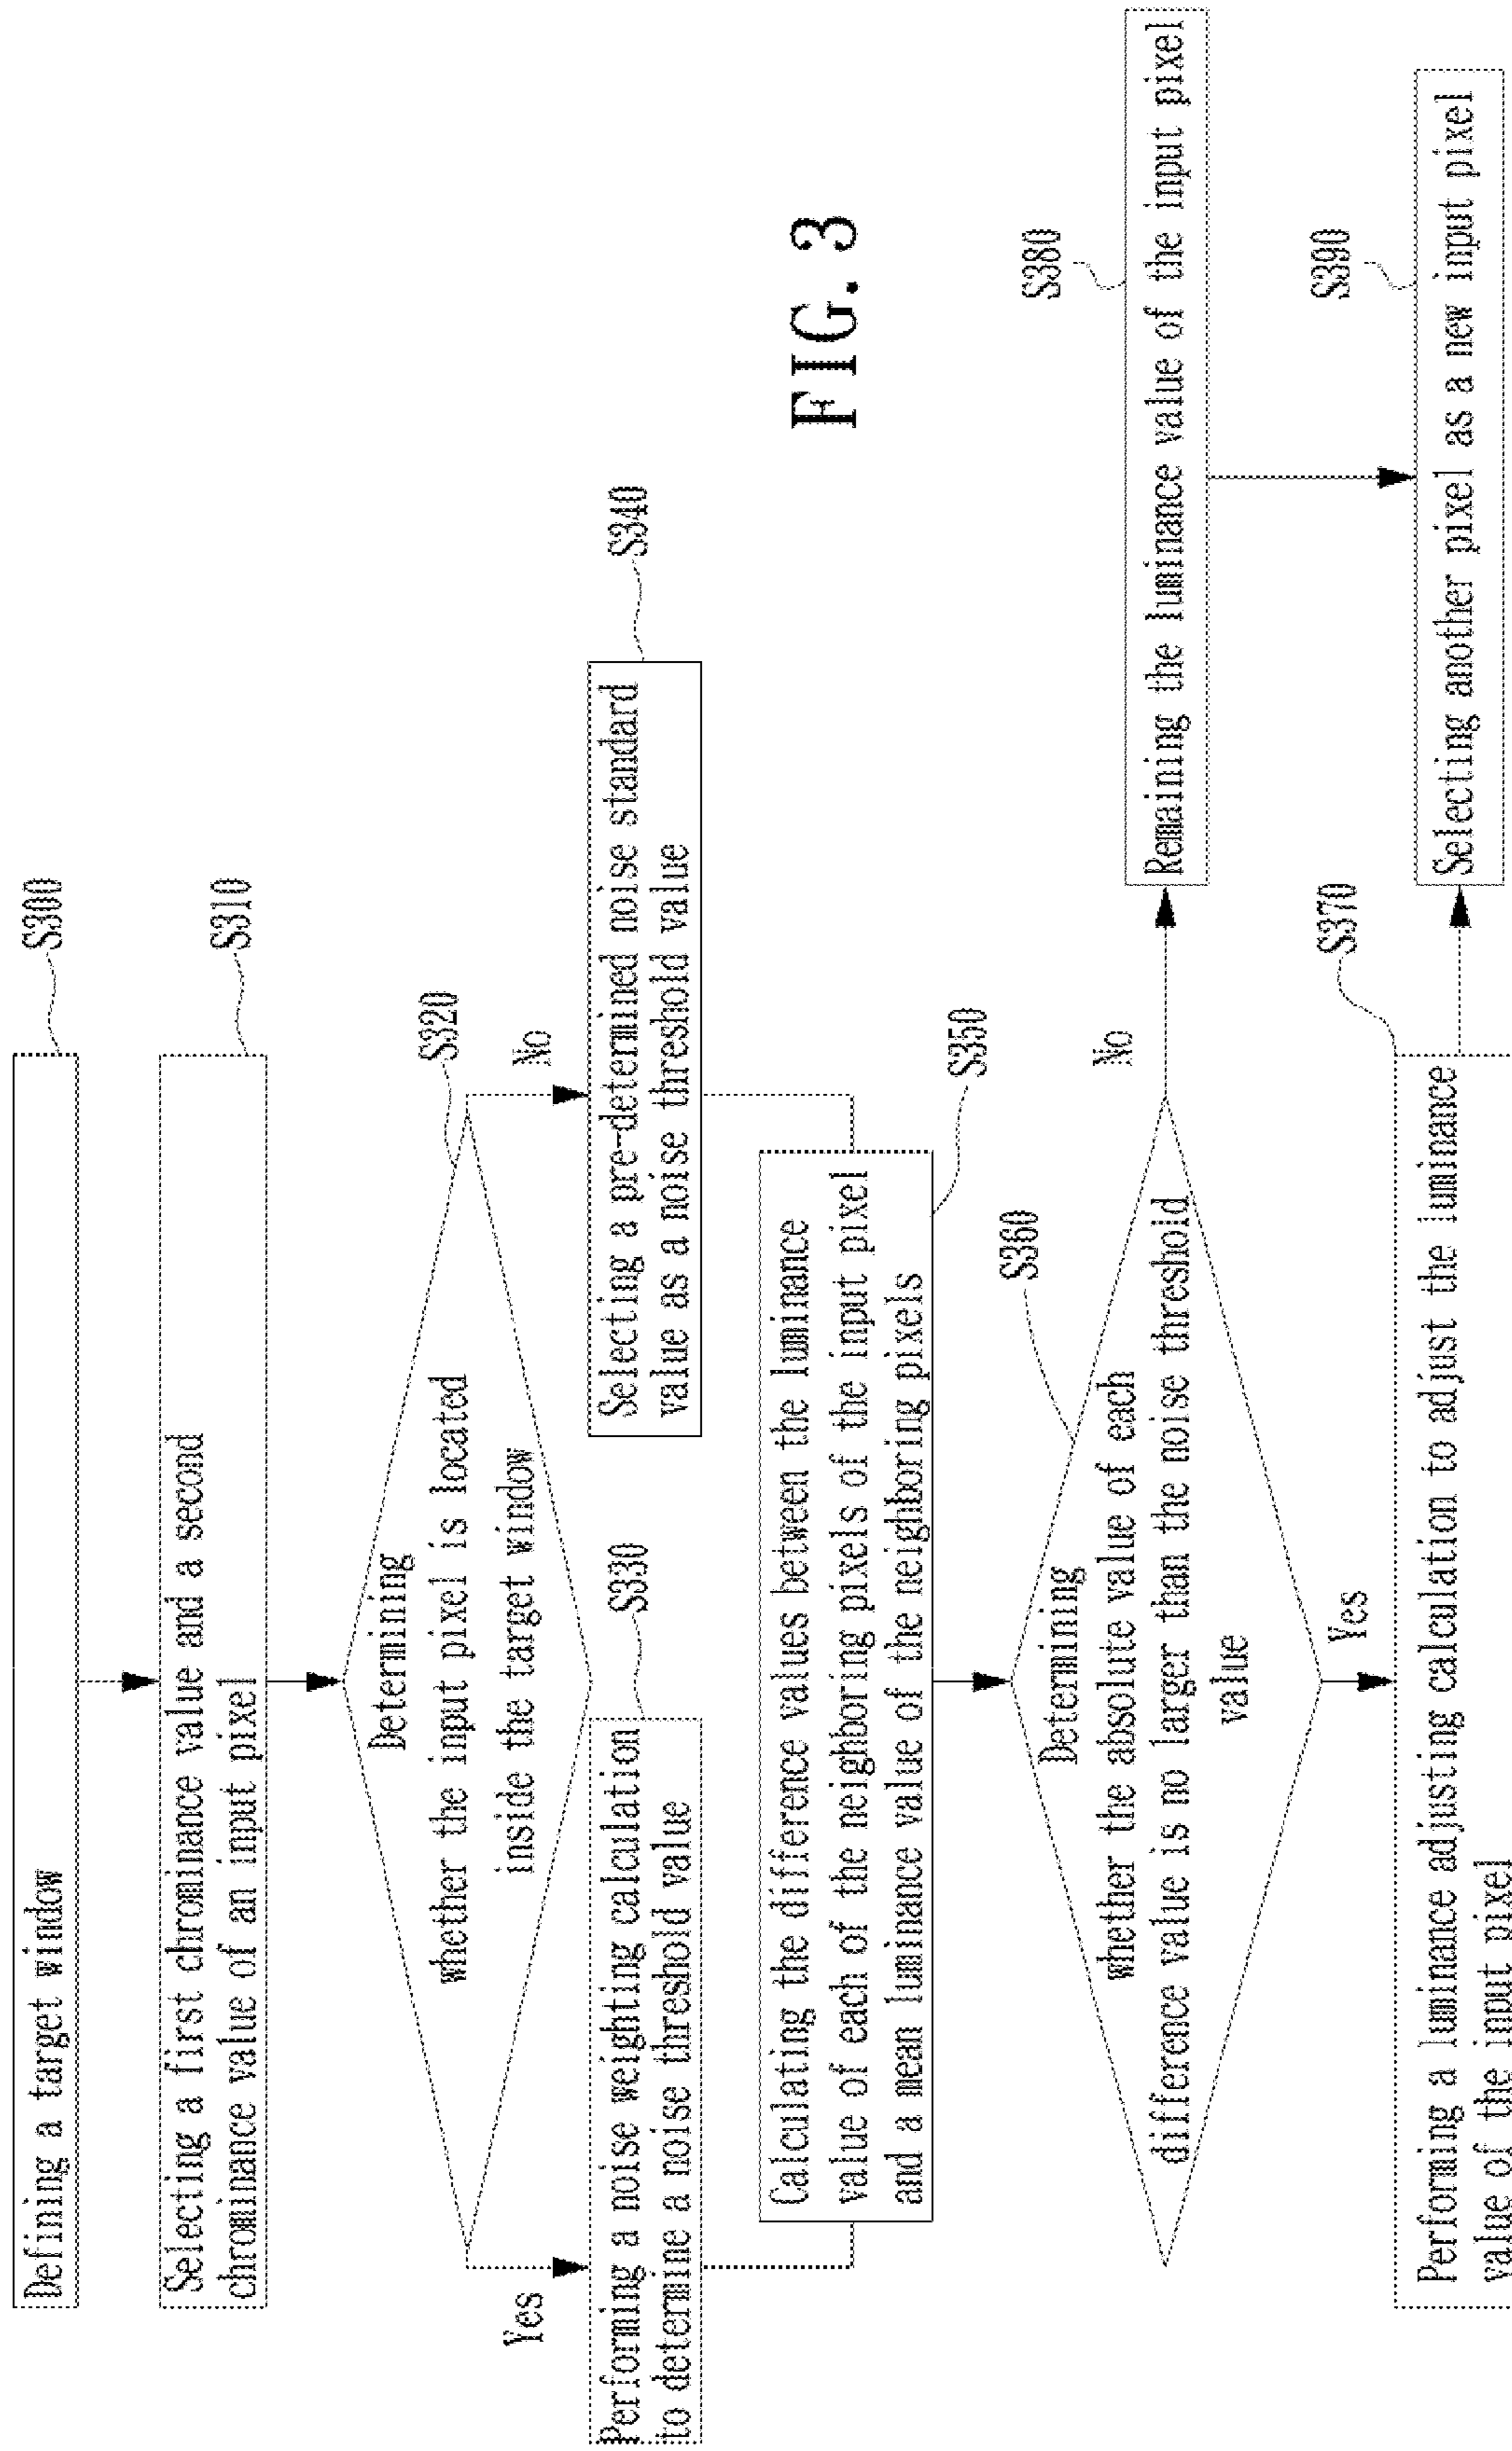 Defining a target window
S300
Selecting a first chrominance value and a second
chrominance value of an input pixel
S310
Determining
whether the input pixel is located
inside the target window
S320
Yes
No
Performing a noise weighting calculation
to determine a noise threshold value
S330
Selecting a pre-determined noise standard
value as a noise threshold value
S340
Calculating the difference values between the luminance
value of each of the neighboring pixels of the input pixel
and a mean luminance value of the neighboring pixels
S350
Determining
whether the absolute value of each
difference value is no larger than the noise threshold
value
S360
No
Yes
Remaining the luminance value of the input pixel
S380
Performing a luminance adjusting calculation to adjust the luminance
value of the input pixel
S370
Selecting another pixel as a new input pixel
S390
FIG. 3